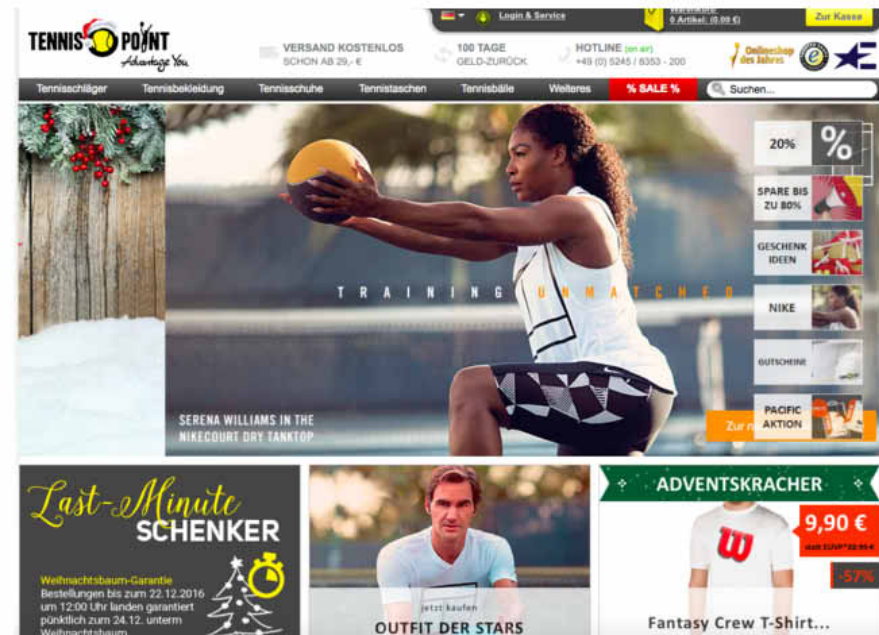 Login & Service
Warenkorb:
0 Artikel: (0,00 €)
Zur Kasse
TENNIS POINT
Advantage You
VERSAND KOSTENLOS
SCHON AB 29,- €
100 TAGE
GELD-ZURÜCK
HOTLINE (on air)
+49 (0) 5245 / 8353 - 200
Onlineshop
des Jahres
Tennisschläger Tennisbekleidung Tennisschuhe Tennistaschen Tennisbälle Weiteres % SALE % Suchen...
20% %
SPARE BIS
ZU 80%
GESCHENK
IDEEN
NIKE
GUTSCHEINE
PACIFIC
AKTION
TRAINING UNMATCHED
SERENA WILLIAMS IN THE
NIKECOURT DRY TANKTOP
Zur
Last-Minute
SCHENKER
Weihnachtsbaum-Garantie
Bestellungen bis zum 22.12.2016
um 12:00 Uhr landen garantiert
pünktlich zum 24.12. unterm
Weihnachtsbaum
jetzt kaufen
OUTFIT DER STARS
ADVENTSKRACHER
9,90 €
-57%
Fantasy Crew T-Shirt...